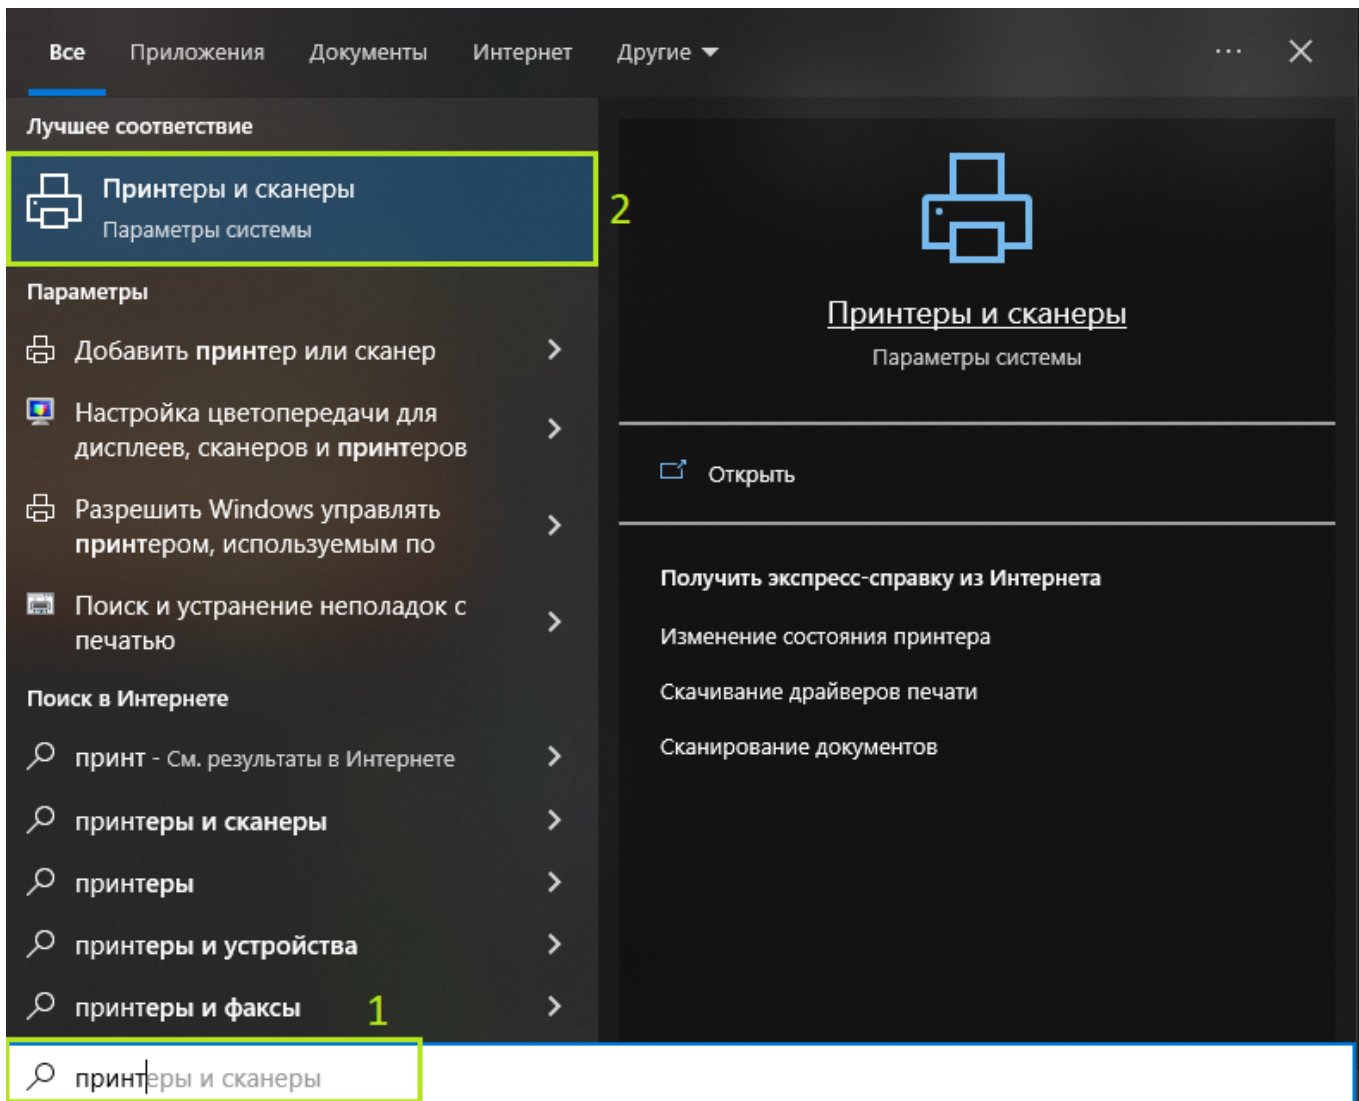 Все Приложения Документы Интернет Другие
Лучшее соответствие
Принтеры и сканеры
Параметры системы
2
Параметры
Добавить принтер или сканер
Настройка цветопередачи для
дисплеев, сканеров и принтеров
Разрешить Windows управлять
принтером, используемым по
Поиск и устранение неполадок с
печатью
Поиск в Интернете
принт - См. результаты в Интернете
принтеры и сканеры
принтеры
принтеры и устройства
принтеры и факсы
1
принтеры и сканеры
Принтеры и сканеры
Параметры системы
Открыть
Получить экспресс-справку из Интернета
Изменение состояния принтера
Скачивание драйверов печати
Сканирование документов